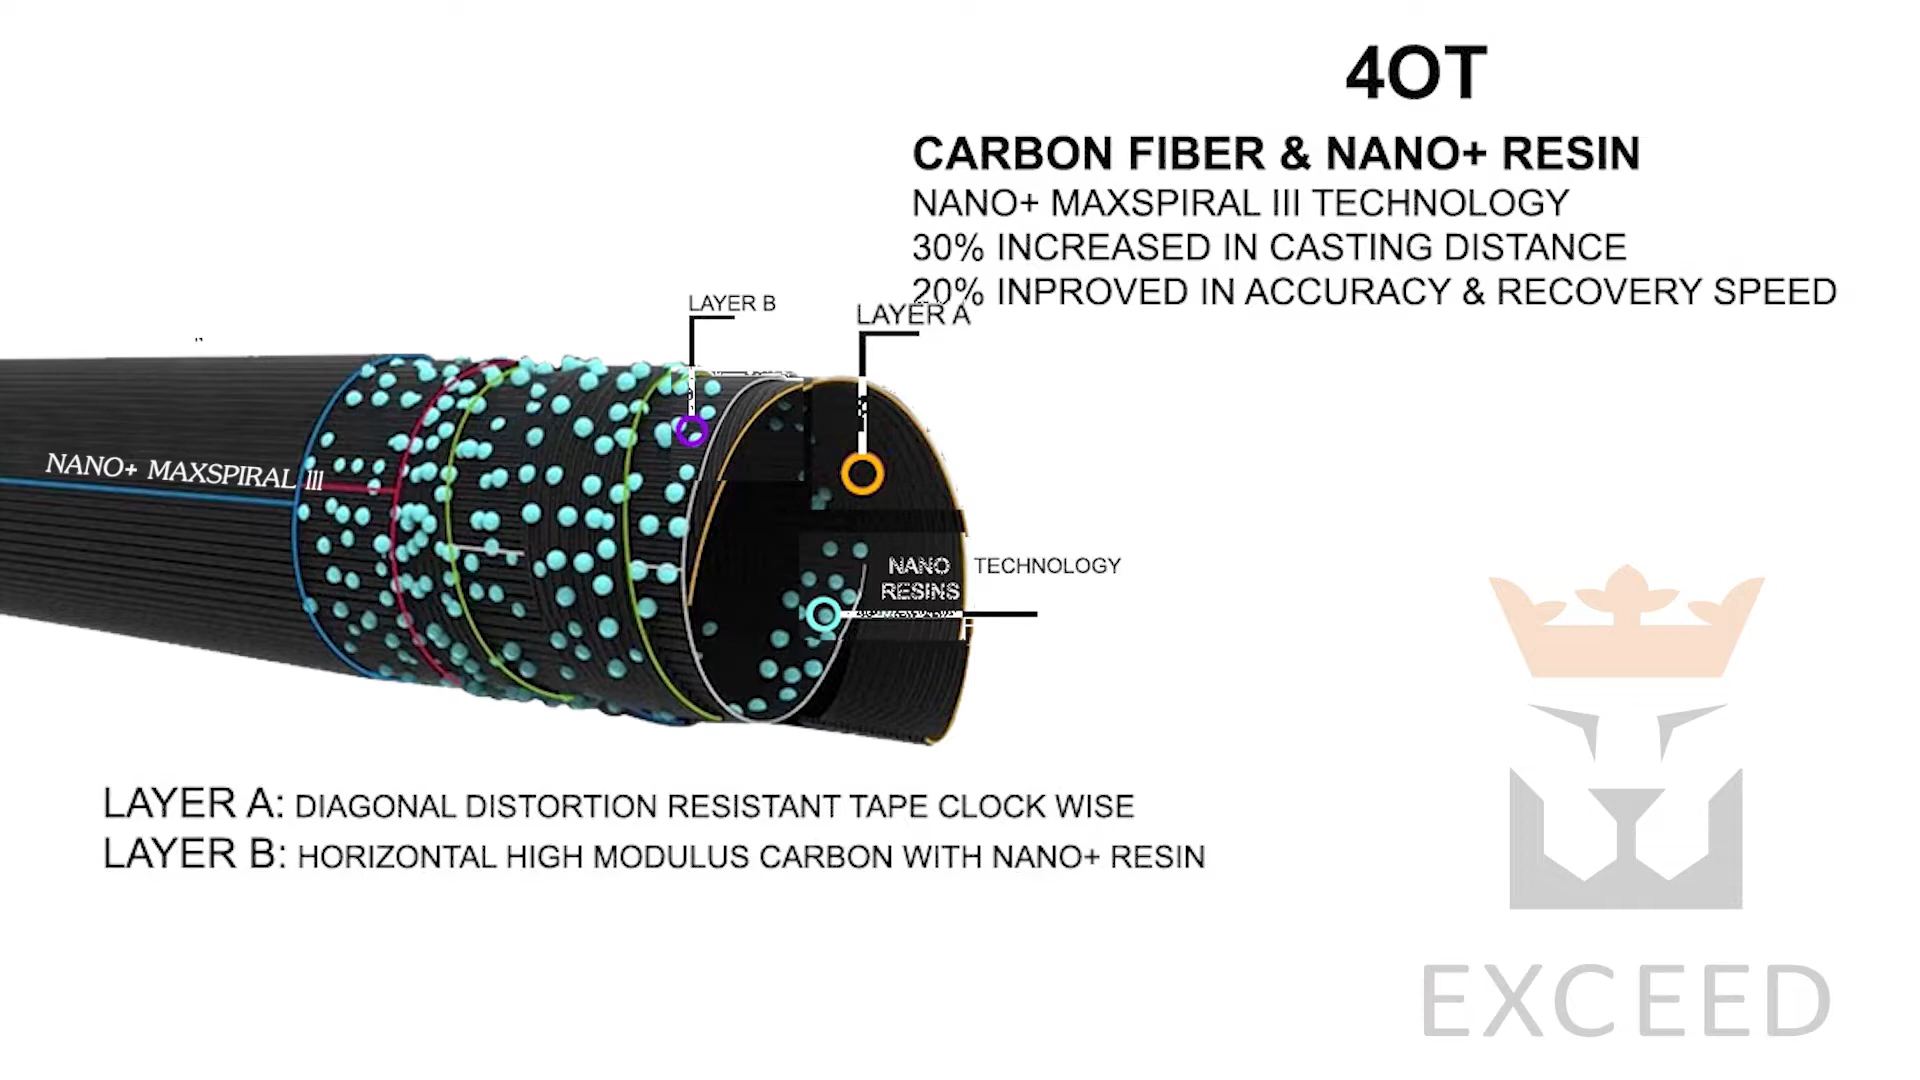 4OT
CARBON FIBER & NANO+ RESIN
NANO+ MAXSPIRAL III TECHNOLOGY
30% INCREASED IN CASTING DISTANCE
20% INPROVED IN ACCURACY & RECOVERY SPEED
LAYER B
LAYER A
NANO+ MAXSPIRAL III
NANO TECHNOLOGY
RESINS
LAYER A: DIAGONAL DISTORTION RESISTANT TAPE CLOCK WISE
LAYER B: HORIZONTAL HIGH MODULUS CARBON WITH NANO+ RESIN
EXCEED